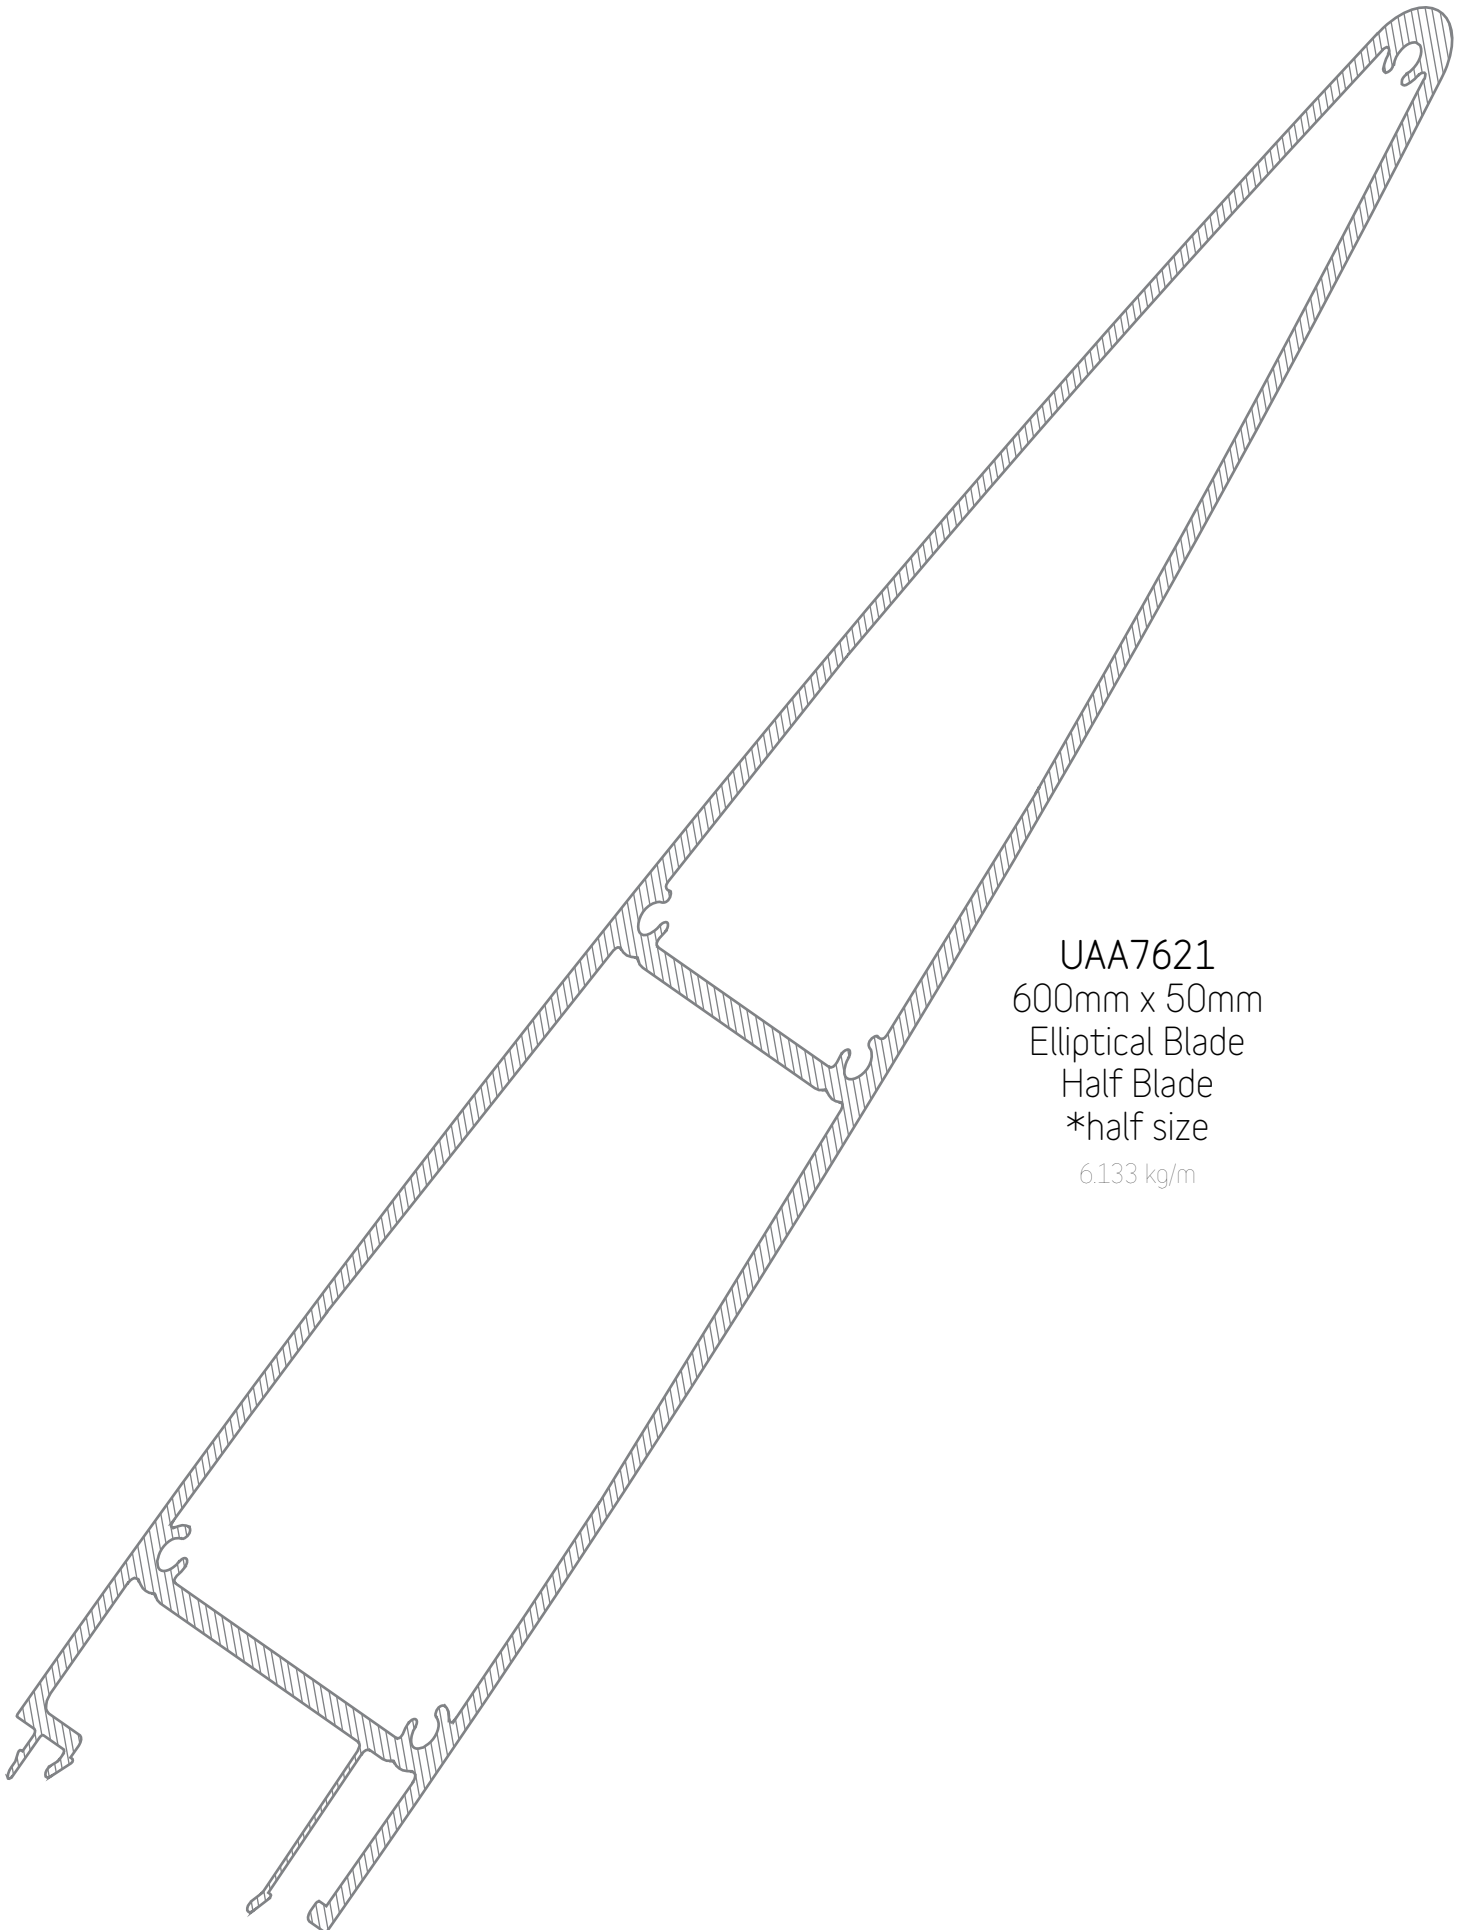 UAA7621
600mm x 50mm
Elliptical Blade
Half Blade
*half size
6.133 kg/m